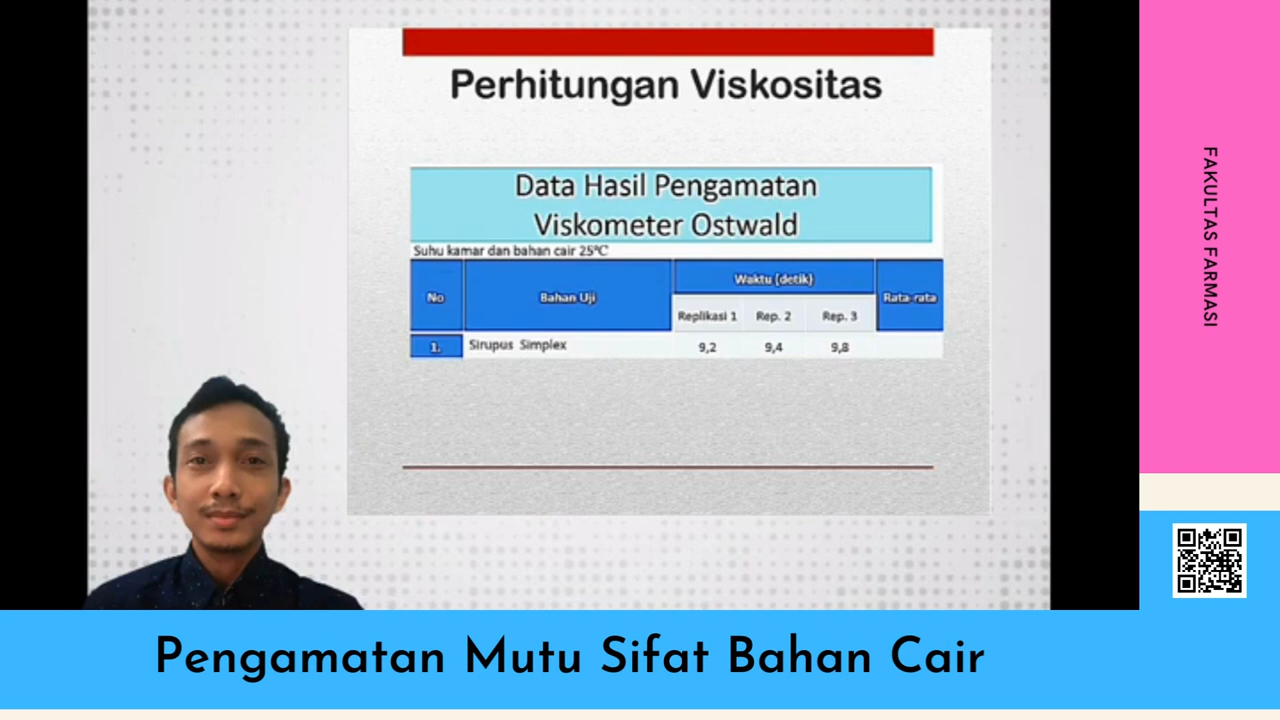 Perhitungan Viskositas
Data Hasil Pengamatan
Viskometer Ostwald
Suhu kamar dan bahan cair 25°C
No
Bahan Uji
Waktu (detik)
Rata-rata
Replikasi 1
Rep. 2
Rep. 3
1.
Sirupus Simplex
9,2
9,4
9,8
FAKULTAS FARMASI
Pengamatan Mutu Sifat Bahan Cair